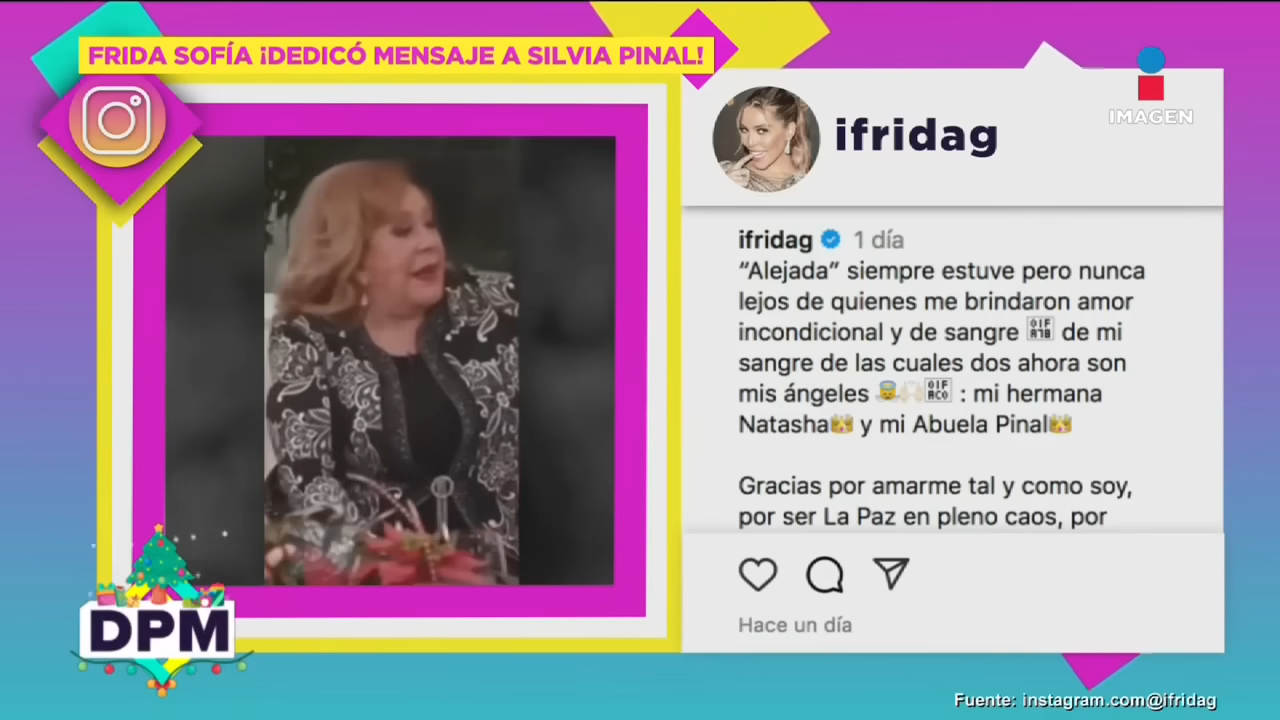 FRIDA SOFÍA ¡DEDICÓ MENSAJE A SILVIA PINAL!
IMAGEN
ifridag
ifridag 1 día
“Alejada” siempre estuve pero nunca
lejos de quienes me brindaron amor
incondicional y de sangre de mi
sangre de las cuales dos ahora son
mis ángeles : mi hermana
Natasha y mi Abuela Pinal
Gracias por amarme tal y como soy,
por ser La Paz en pleno caos, por
Hace un día
DPM
Fuente: instagram.com@ifridag